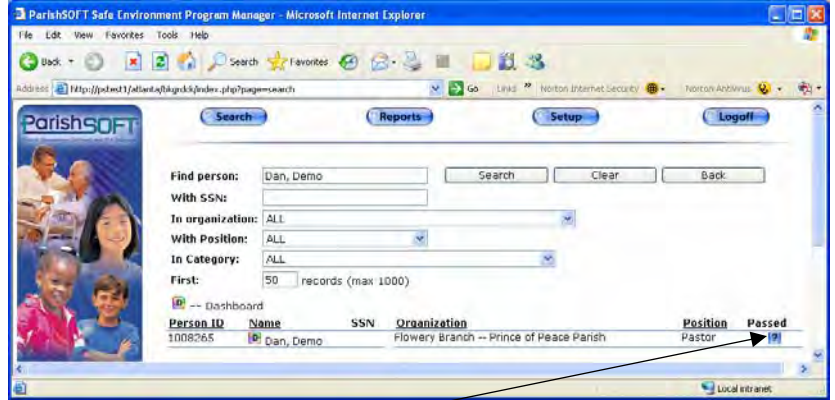 ParishSOFT Safe Environment Program Manager - Microsoft Internet Explorer
File Edit View Favorites Tools Help
Back Search Favorites
Address http://pstest1/atlanta/bkgrdck/index.php?page=search Go Links » Norton Internet Security Norton AntiVirus
ParishSOFT
Search Reports Setup Logoff
Find person: Dan, Demo Search Clear Back
With SSN:
In organization: ALL
With Position: ALL
In Category: ALL
First: 50 records (max 1000)
-- Dashboard
Person ID Name SSN Organization Position Passed
1008265 Dan, Demo Flowery Branch -- Prince of Peace Parish Pastor ?
Local intranet